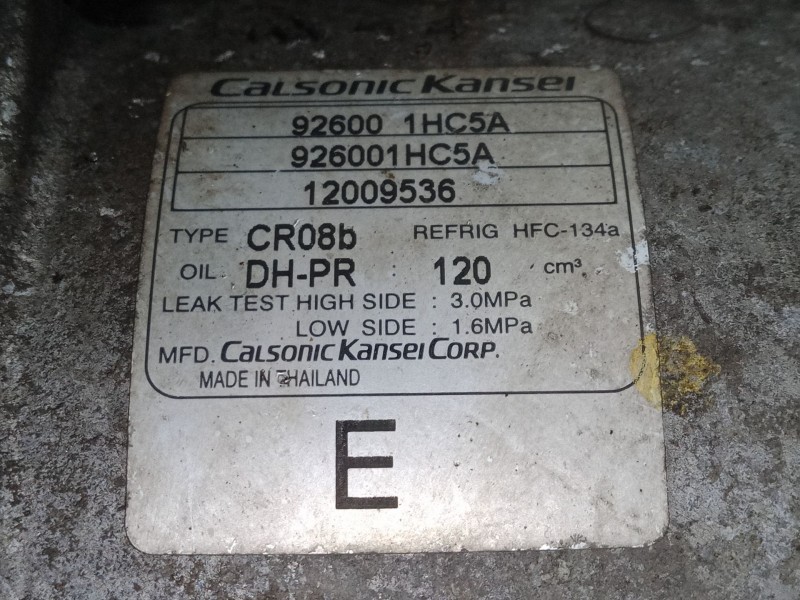 Calsonic Kansei
92600 1HC5A
926001HC5A
12009536
TYPE CR08b REFRIG HFC-134a
OIL DH-PR : 120 cm³
LEAK TEST HIGH SIDE : 3.0MPa
LOW SIDE : 1.6MPa
MFD. Calsonic Kansei Corp.
MADE IN THAILAND
E